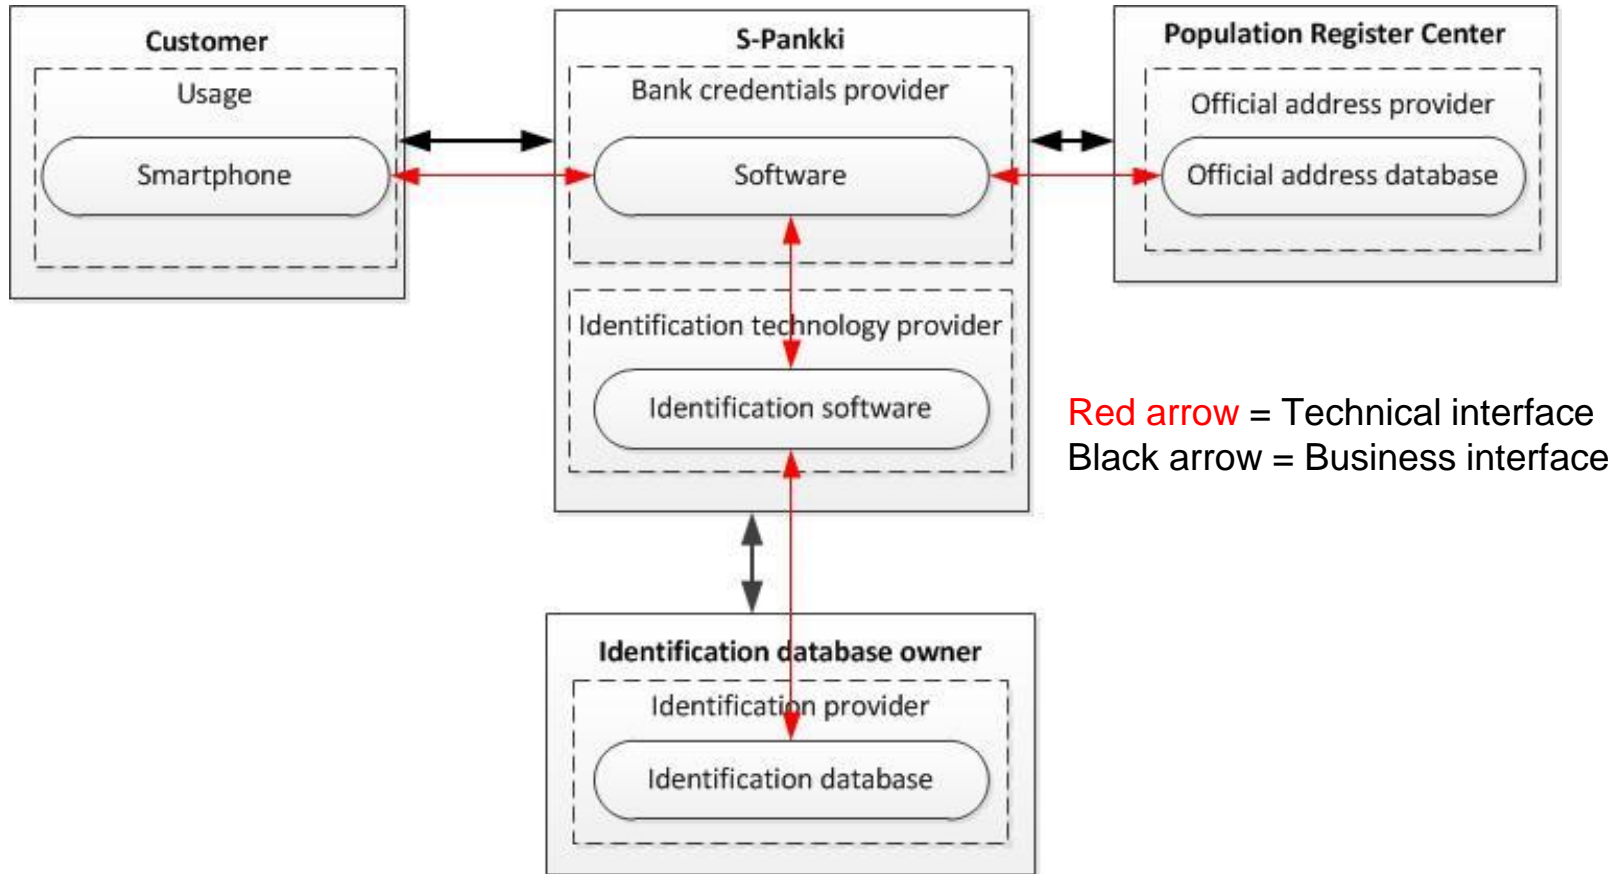 Customer
Usage
Smartphone
S-Pankki
Bank credentials provider
Software
Identification technology provider
Identification software
Population Register Center
Official address provider
Official address database
Red arrow = Technical interface
Black arrow = Business interface
Identification database owner
Identification provider
Identification database